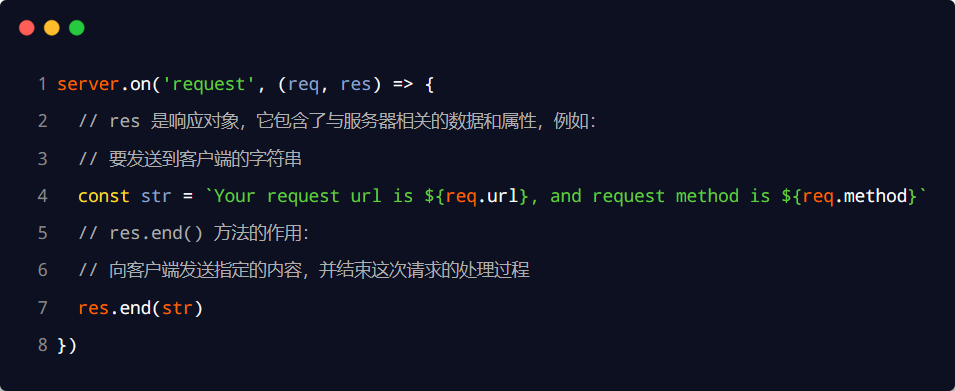 1 server.on('request', (req, res) => {
2 // res 是响应对象，它包含了与服务器相关的数据和属性，例如：
3 // 要发送到客户端的字符串
4 const str = `Your request url is ${req.url}, and request method is ${req.method}`
5 // res.end() 方法的作用：
6 // 向客户端发送指定的内容，并结束这次请求的处理过程
7 res.end(str)
8 })